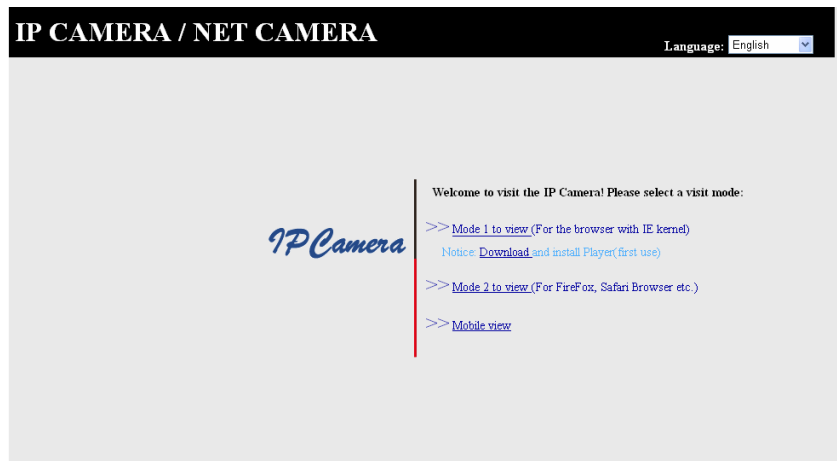 IP CAMERA / NET CAMERA
Language: English
Welcome to visit the IP Camera! Please select a visit mode:
IPCamera
>> Mode 1 to view (For the browser with IE kernel)
Notice: Download and install Player(first use)
>> Mode 2 to view (For FireFox, Safari Browser etc.)
>> Mobile view